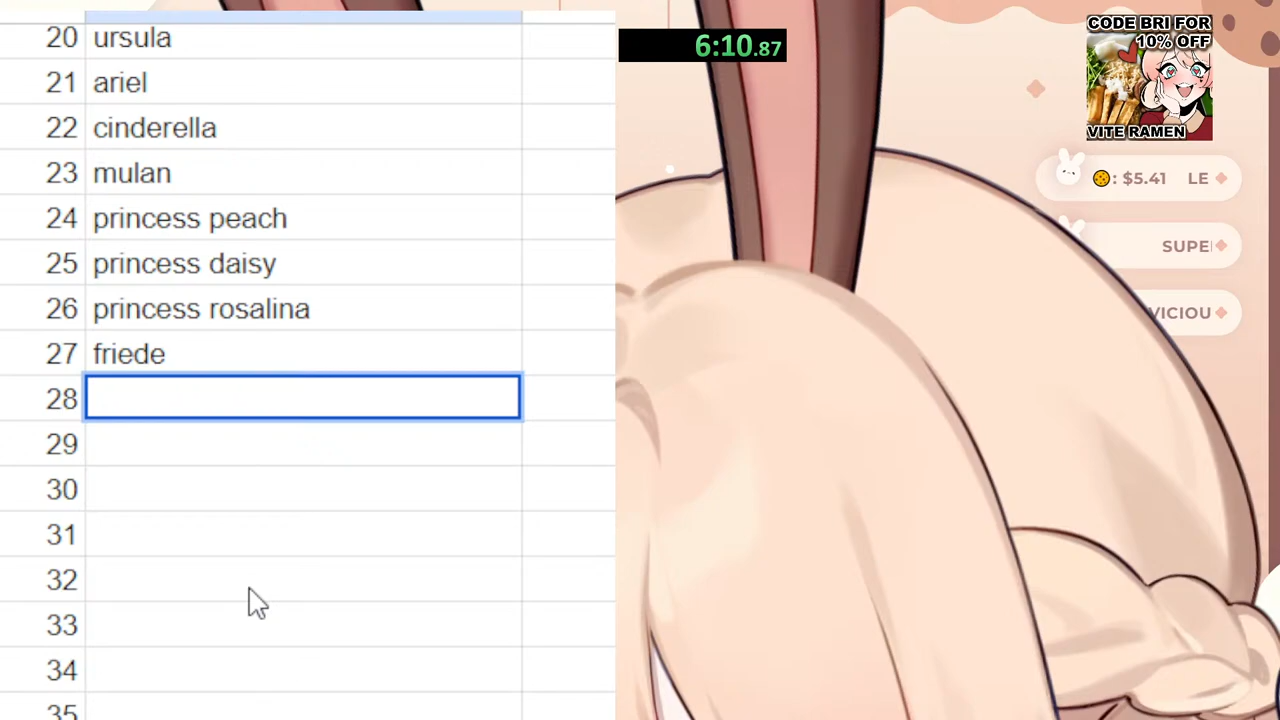 20 ursula
21 ariel
22 cinderella
23 mulan
24 princess peach
25 princess daisy
26 princess rosalina
27 friede
28
29
30
31
32
33
34
35
6:10.87
CODE BRI FOR
10% OFF
VITE RAMEN
: $5.41 LE
SUPE
VICIOU